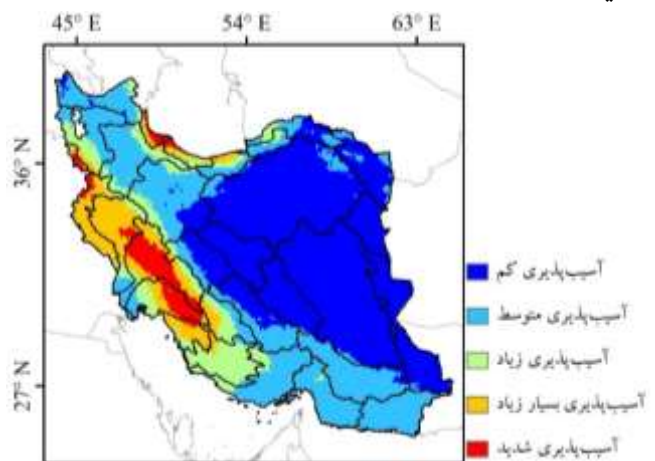 45° E 54° E 63° E
36° N
27° N
آسیب‌پذیری کم
آسیب‌پذیری متوسط
آسیب‌پذیری زیاد
آسیب‌پذیری بسیار زیاد
آسیب‌پذیری شدید